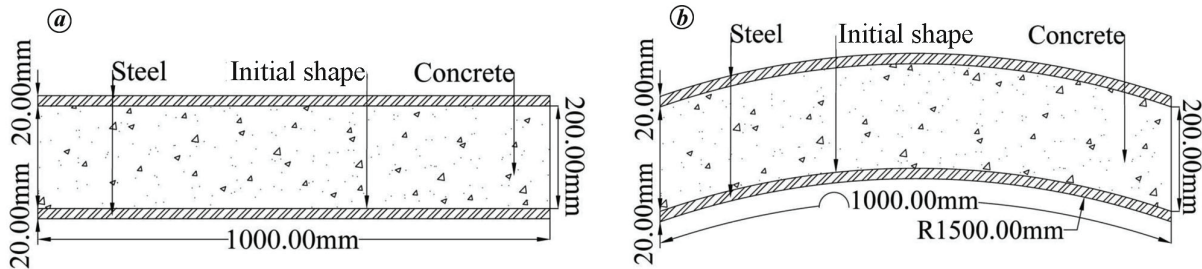 a
Steel
Initial shape
Concrete
20.00mm
200.00mm
20.00mm
1000.00mm
b
Steel
Initial shape
Concrete
20.00mm
200.00mm
20.00mm
1000.00mm
R1500.00mm